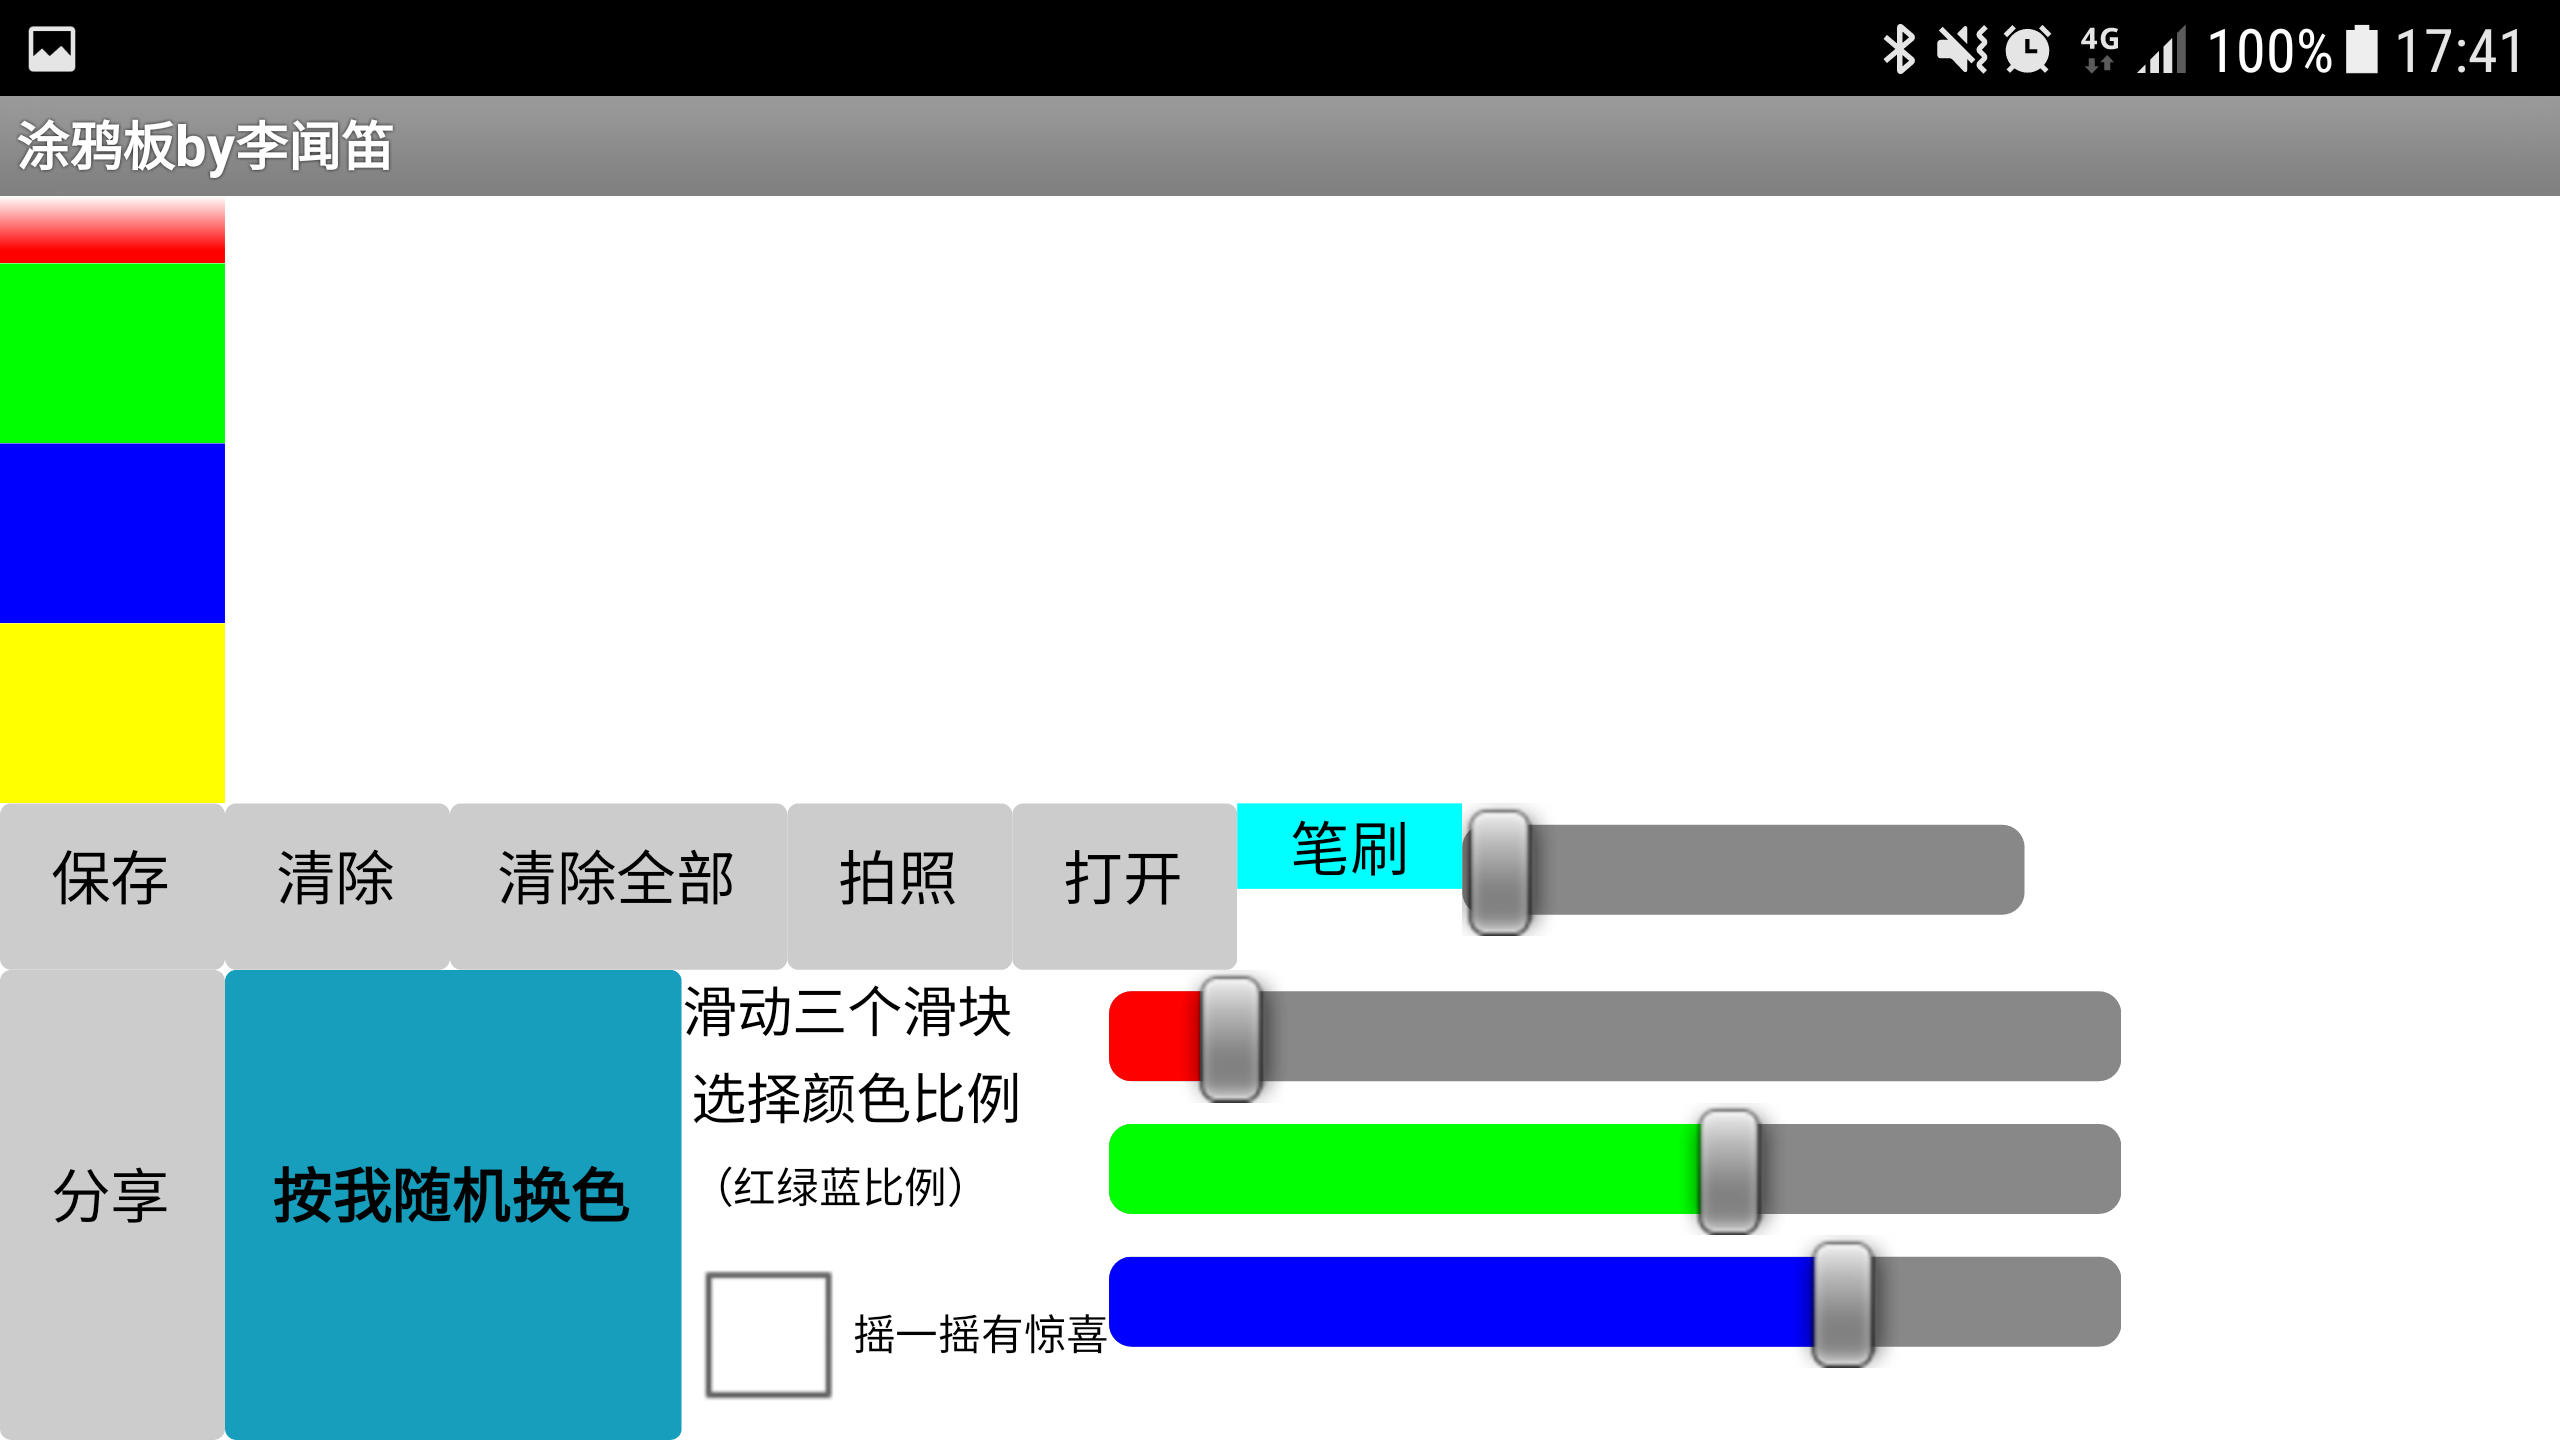 4G 100% 17:41
涂鸦板by李闻笛
保存 清除 清除全部 拍照 打开 笔刷
分享 按我随机换色
滑动三个滑块
选择颜色比例
（红绿蓝比例）
摇一摇有惊喜